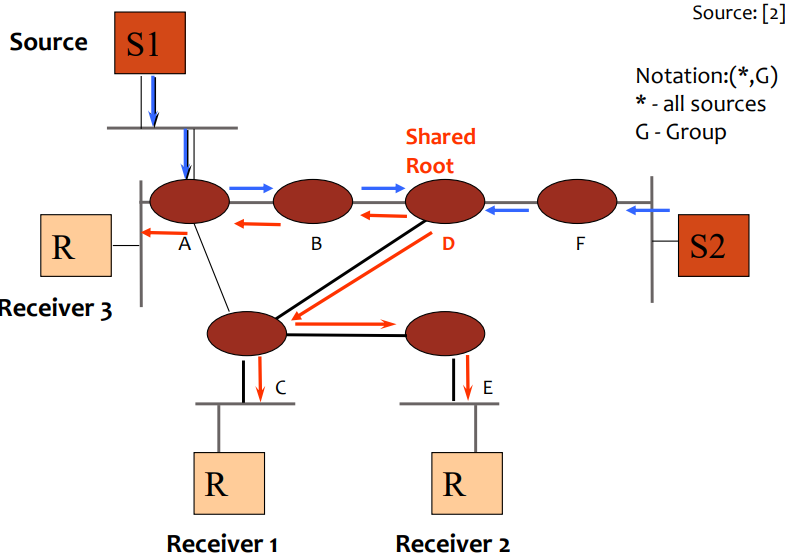 Source: [2]
Source
S1
Notation:(*,G)
* - all sources
G - Group
Shared
Root
R
A
B
D
F
S2
Receiver 3
C
E
R
R
Receiver 1
Receiver 2